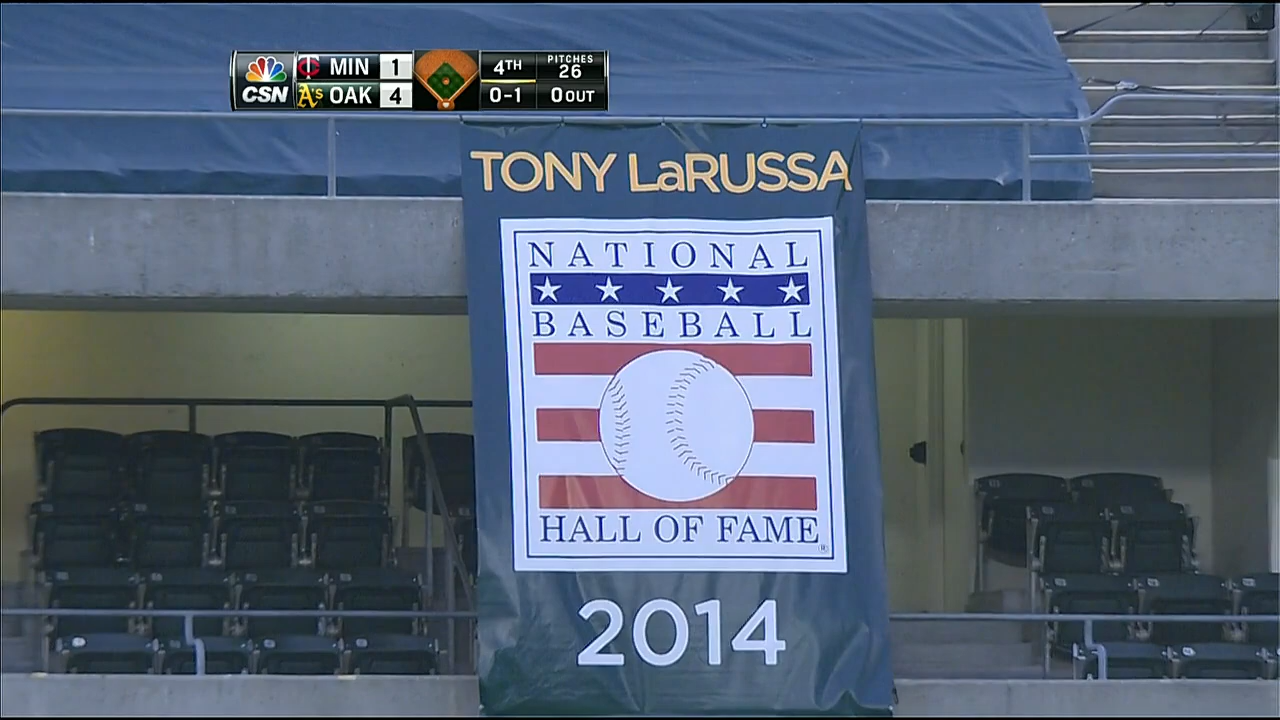 CSN
MIN 1
A's OAK 4
4TH
0-1
PITCHES
26
0 OUT
TONY LaRUSSA
NATIONAL
BASEBALL
HALL OF FAME®
2014